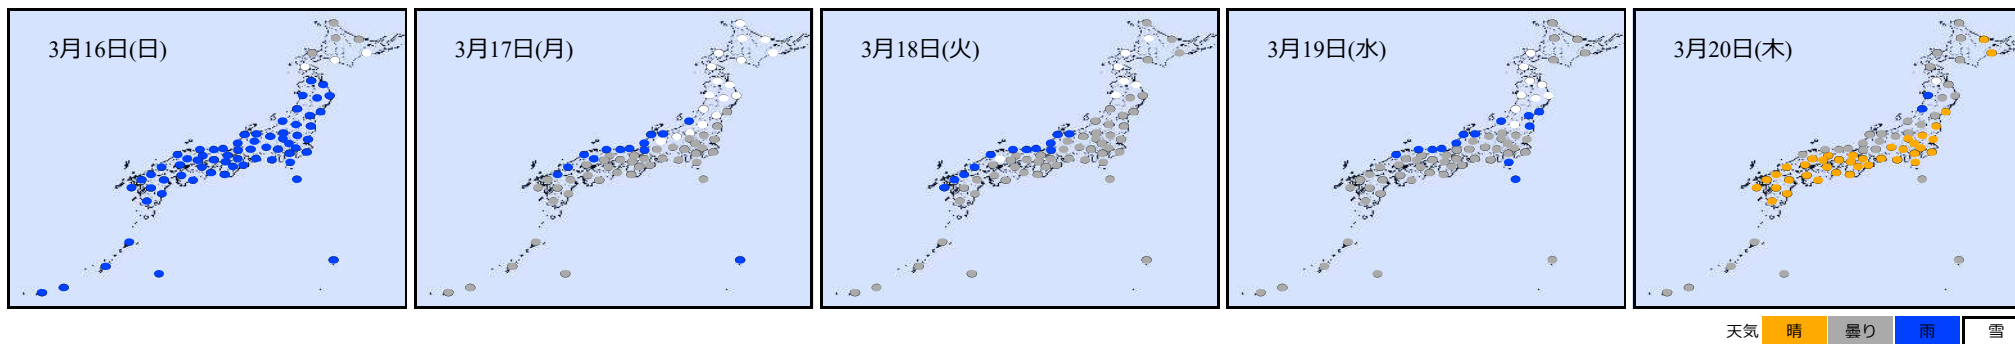 3月16日(日)
3月17日(月)
3月18日(火)
3月19日(水)
3月20日(木)
天気 晴 曇り 雨 雪